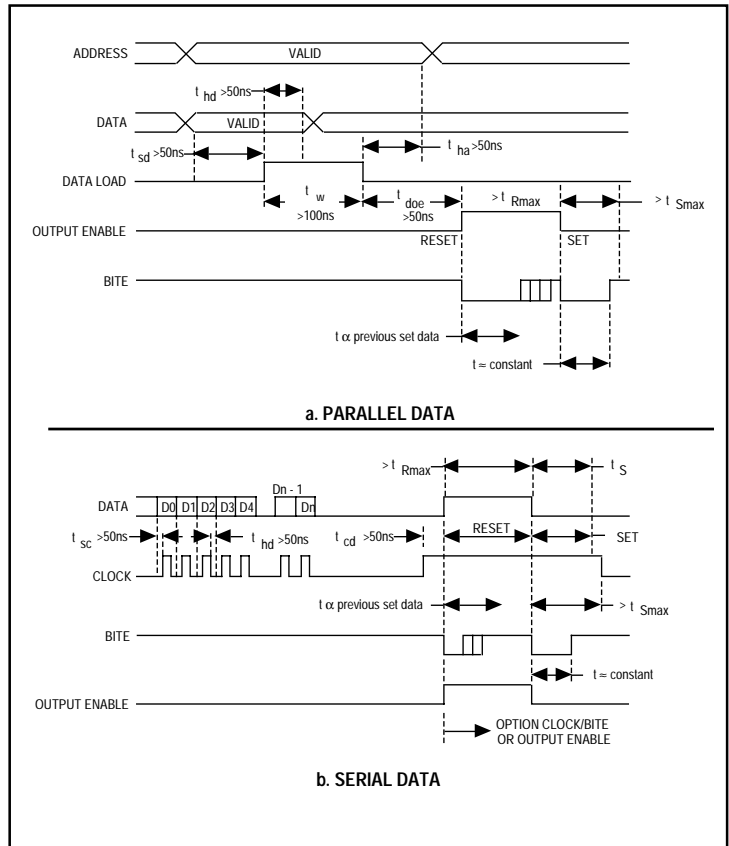 ADDRESS VALID
t hd >50ns
DATA VALID
t sd >50ns t ha >50ns
DATA LOAD
t w >100ns t doe >50ns > t Rmax > t Smax
OUTPUT ENABLE RESET SET
BITE
t α previous set data
t ≈ constant
a. PARALLEL DATA
> t Rmax t S
Dn - 1
DATA D0 D1 D2 D3 D4 Dn
t sc >50ns t hd >50ns t cd >50ns RESET SET
CLOCK
t α previous set data > t Smax
BITE
t ≈ constant
OUTPUT ENABLE
OPTION CLOCK/BITE
OR OUTPUT ENABLE
b. SERIAL DATA